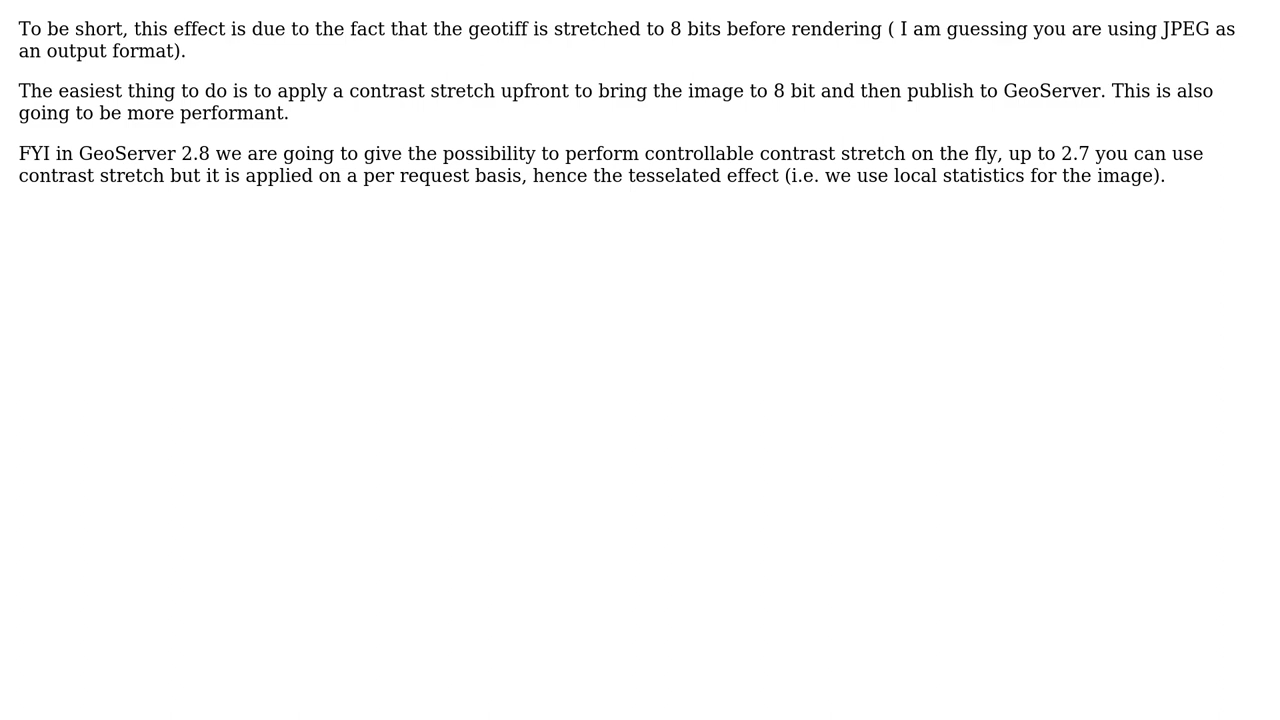 To be short, this effect is due to the fact that the geotiff is stretched to 8 bits before rendering ( I am guessing you are using JPEG as
an output format).
The easiest thing to do is to apply a contrast stretch upfront to bring the image to 8 bit and then publish to GeoServer. This is also
going to be more performant.
FYI in GeoServer 2.8 we are going to give the possibility to perform controllable contrast stretch on the fly, up to 2.7 you can use
contrast stretch but it is applied on a per request basis, hence the tesselated effect (i.e. we use local statistics for the image).